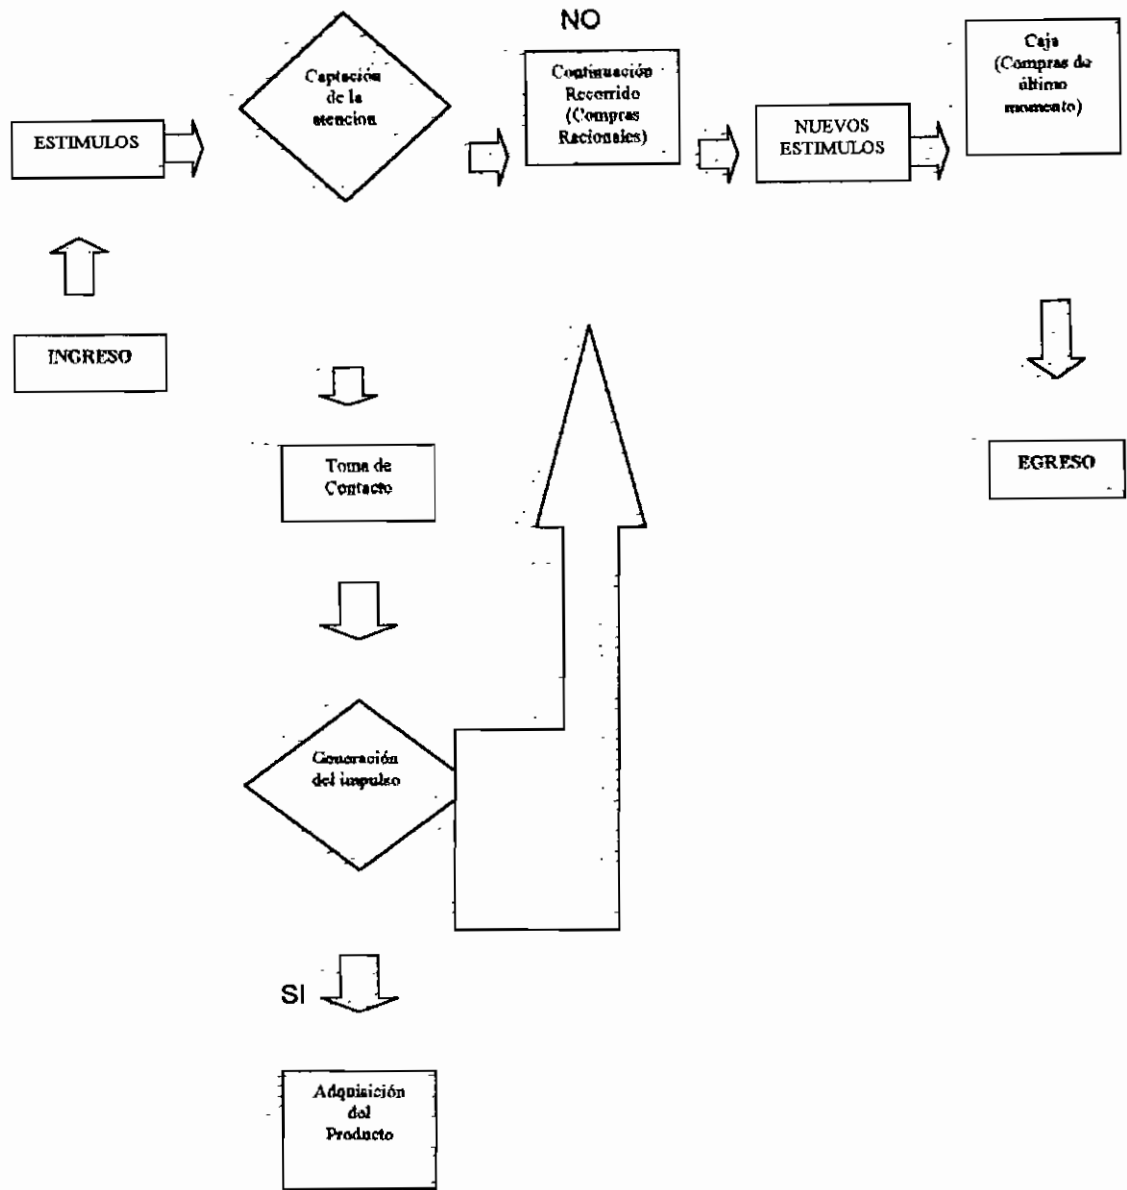 NO
ESTIMULOS
Captación
de la
atencion
Continuación
Recorrido
(Compras
Racionales)
NUEVOS
ESTIMULOS
Caja
(Compras de
último
momento)
INGRESO
Toma de
Contacto
EGRESO
Generación
del impulso
SI
Adquisición
del
Producto